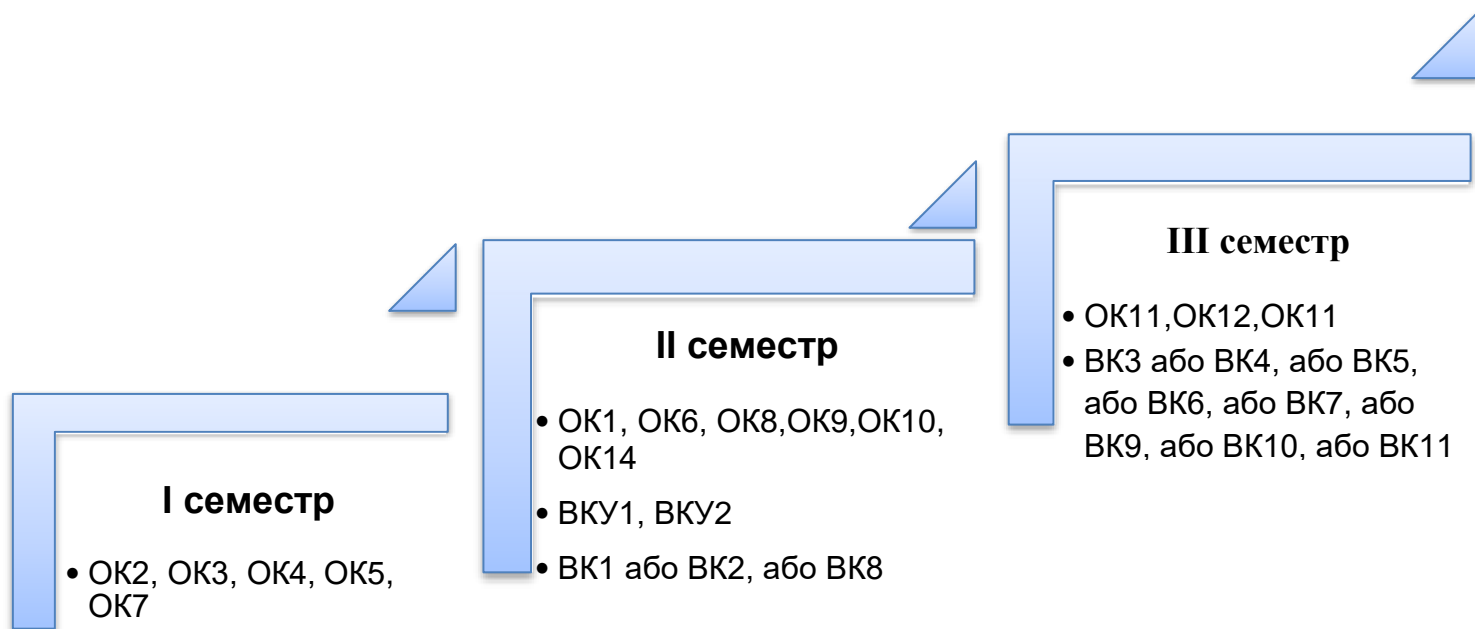 I семестр
• ОК2, ОК3, ОК4, ОК5,
ОК7
II семестр
• ОК1, ОК6, ОК8,ОК9,ОК10,
ОК14
• ВКУ1, ВКУ2
• ВК1 або ВК2, або ВК8
III семестр
• ОК11,ОК12,ОК11
• ВК3 або ВК4, або ВК5,
або ВК6, або ВК7, або
ВК9, або ВК10, або ВК11